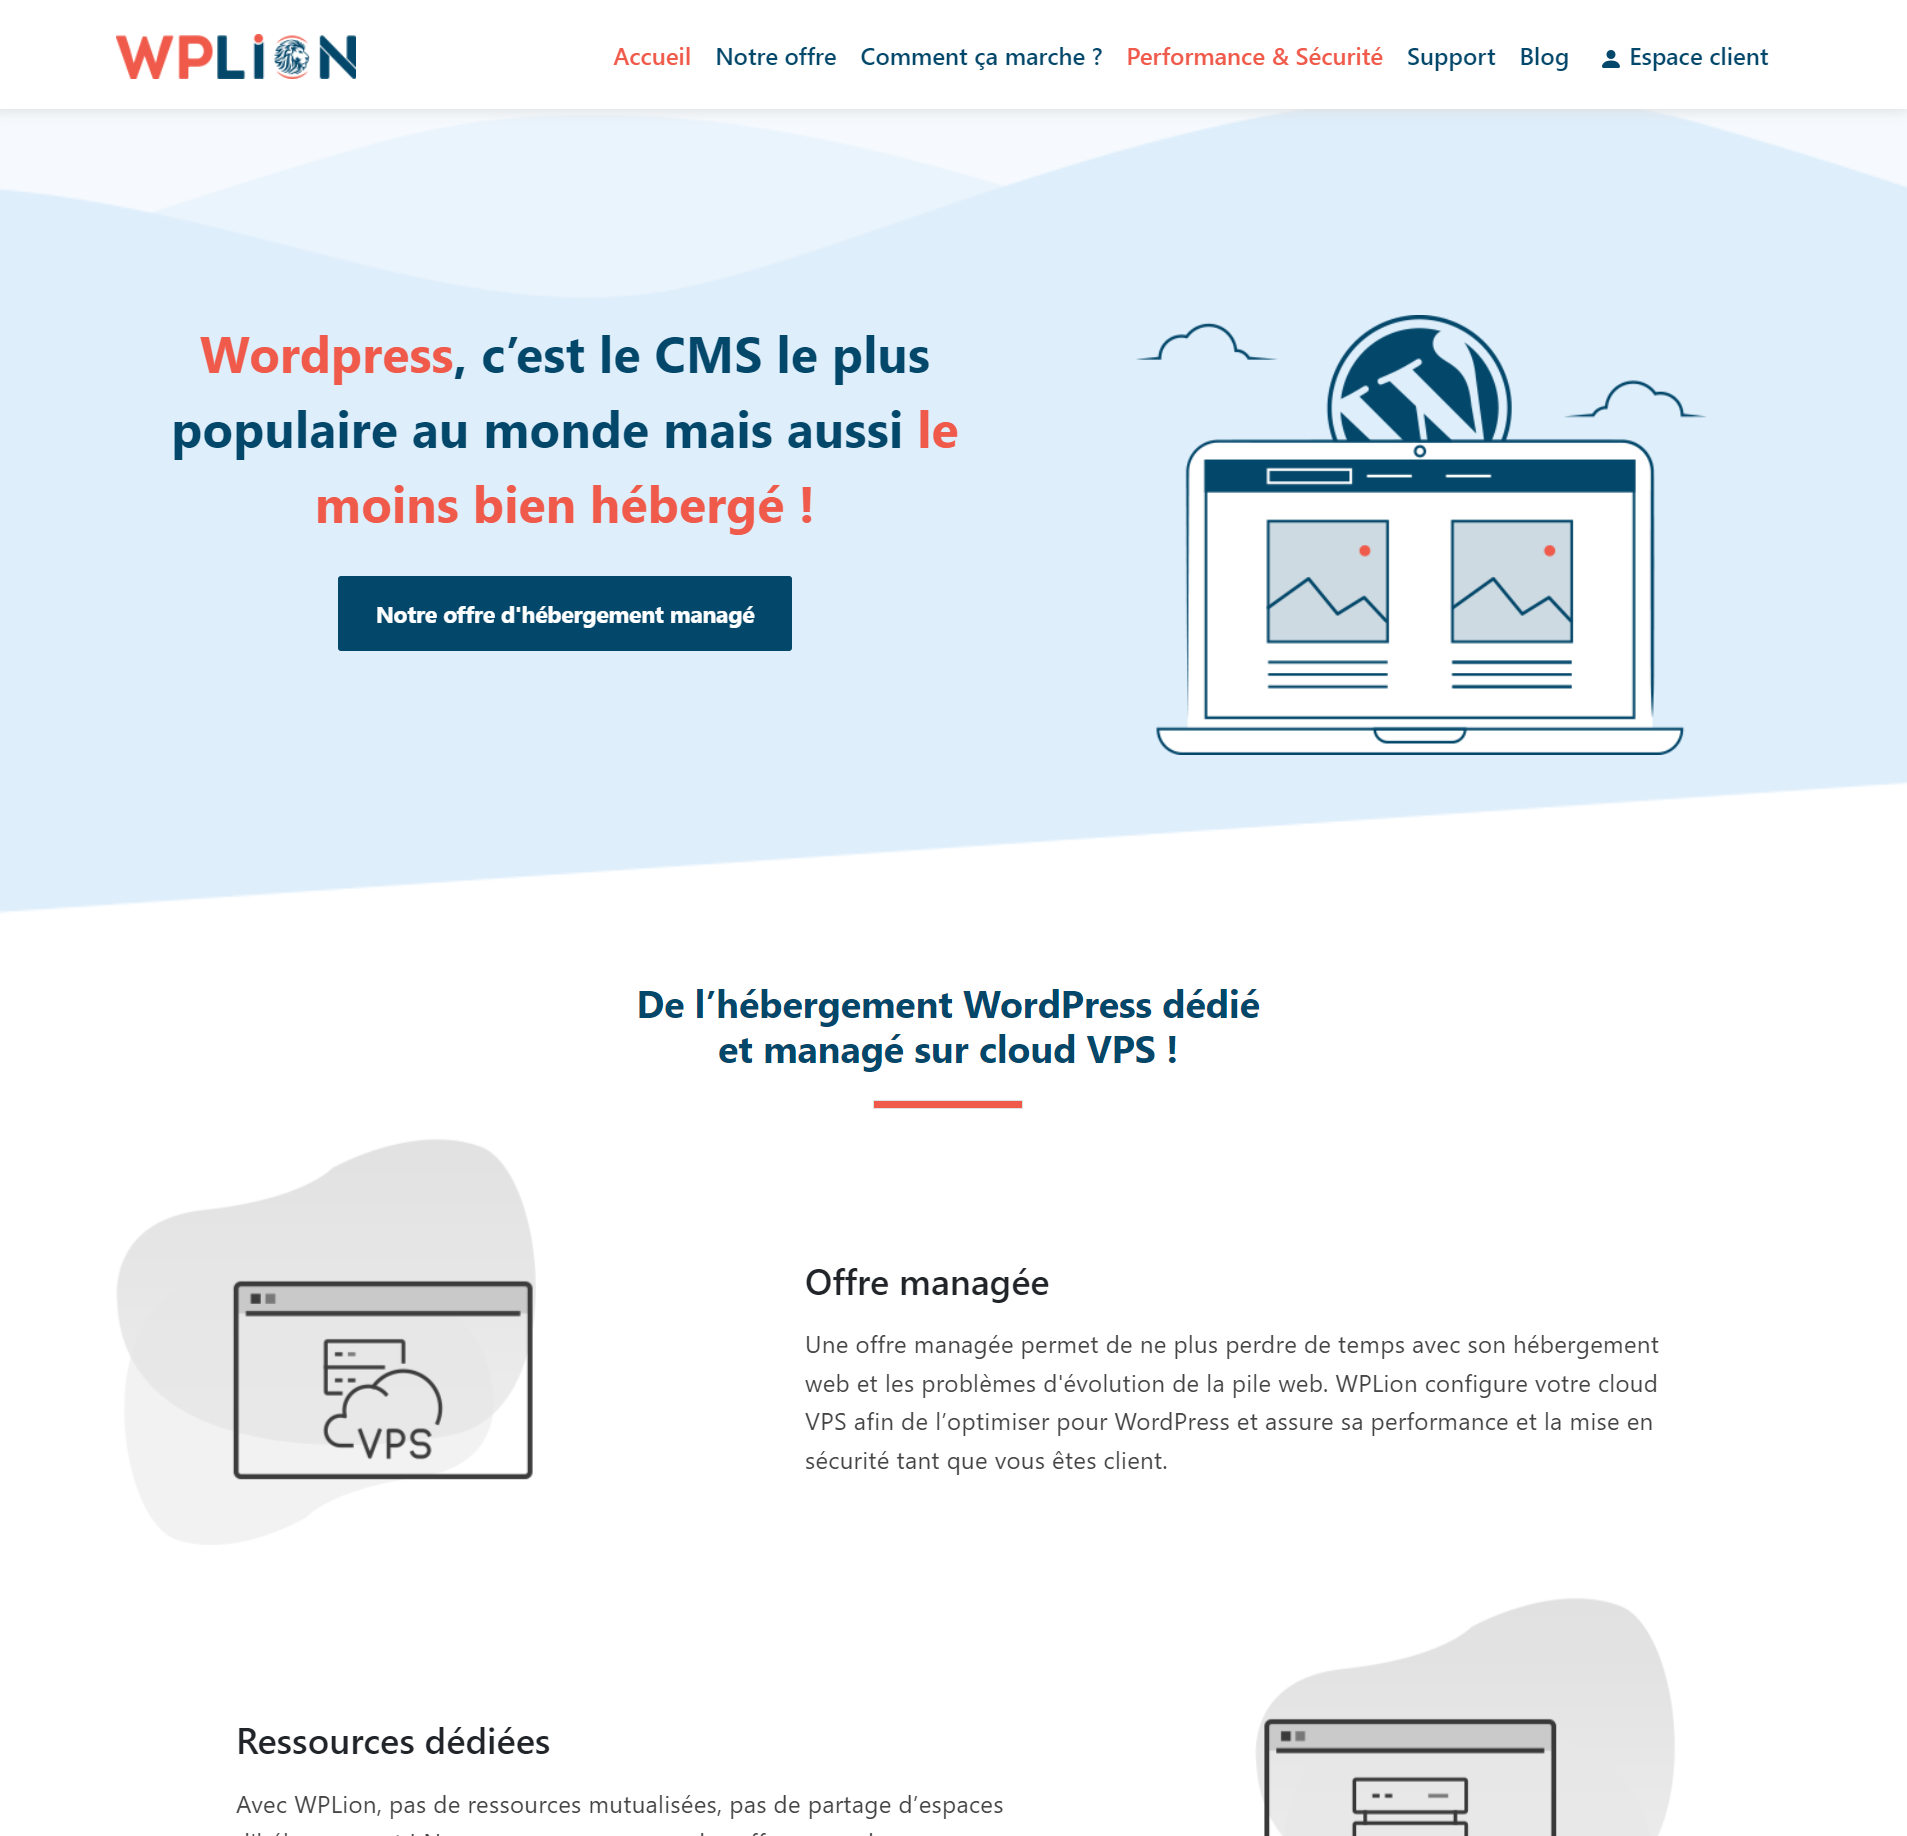 WPLiON
Accueil Notre offre Comment ça marche ? Performance & Sécurité Support Blog Espace client
Wordpress, c’est le CMS le plus
populaire au monde mais aussi le
moins bien hébergé !
Notre offre d'hébergement managé
De l’hébergement WordPress dédié
et managé sur cloud VPS !
VPS
Offre managée
Une offre managée permet de ne plus perdre de temps avec son hébergement
web et les problèmes d'évolution de la pile web. WPLion configure votre cloud
VPS afin de l’optimiser pour WordPress et assure sa performance et la mise en
sécurité tant que vous êtes client.
Ressources dédiées
Avec WPLion, pas de ressources mutualisées, pas de partage d’espaces